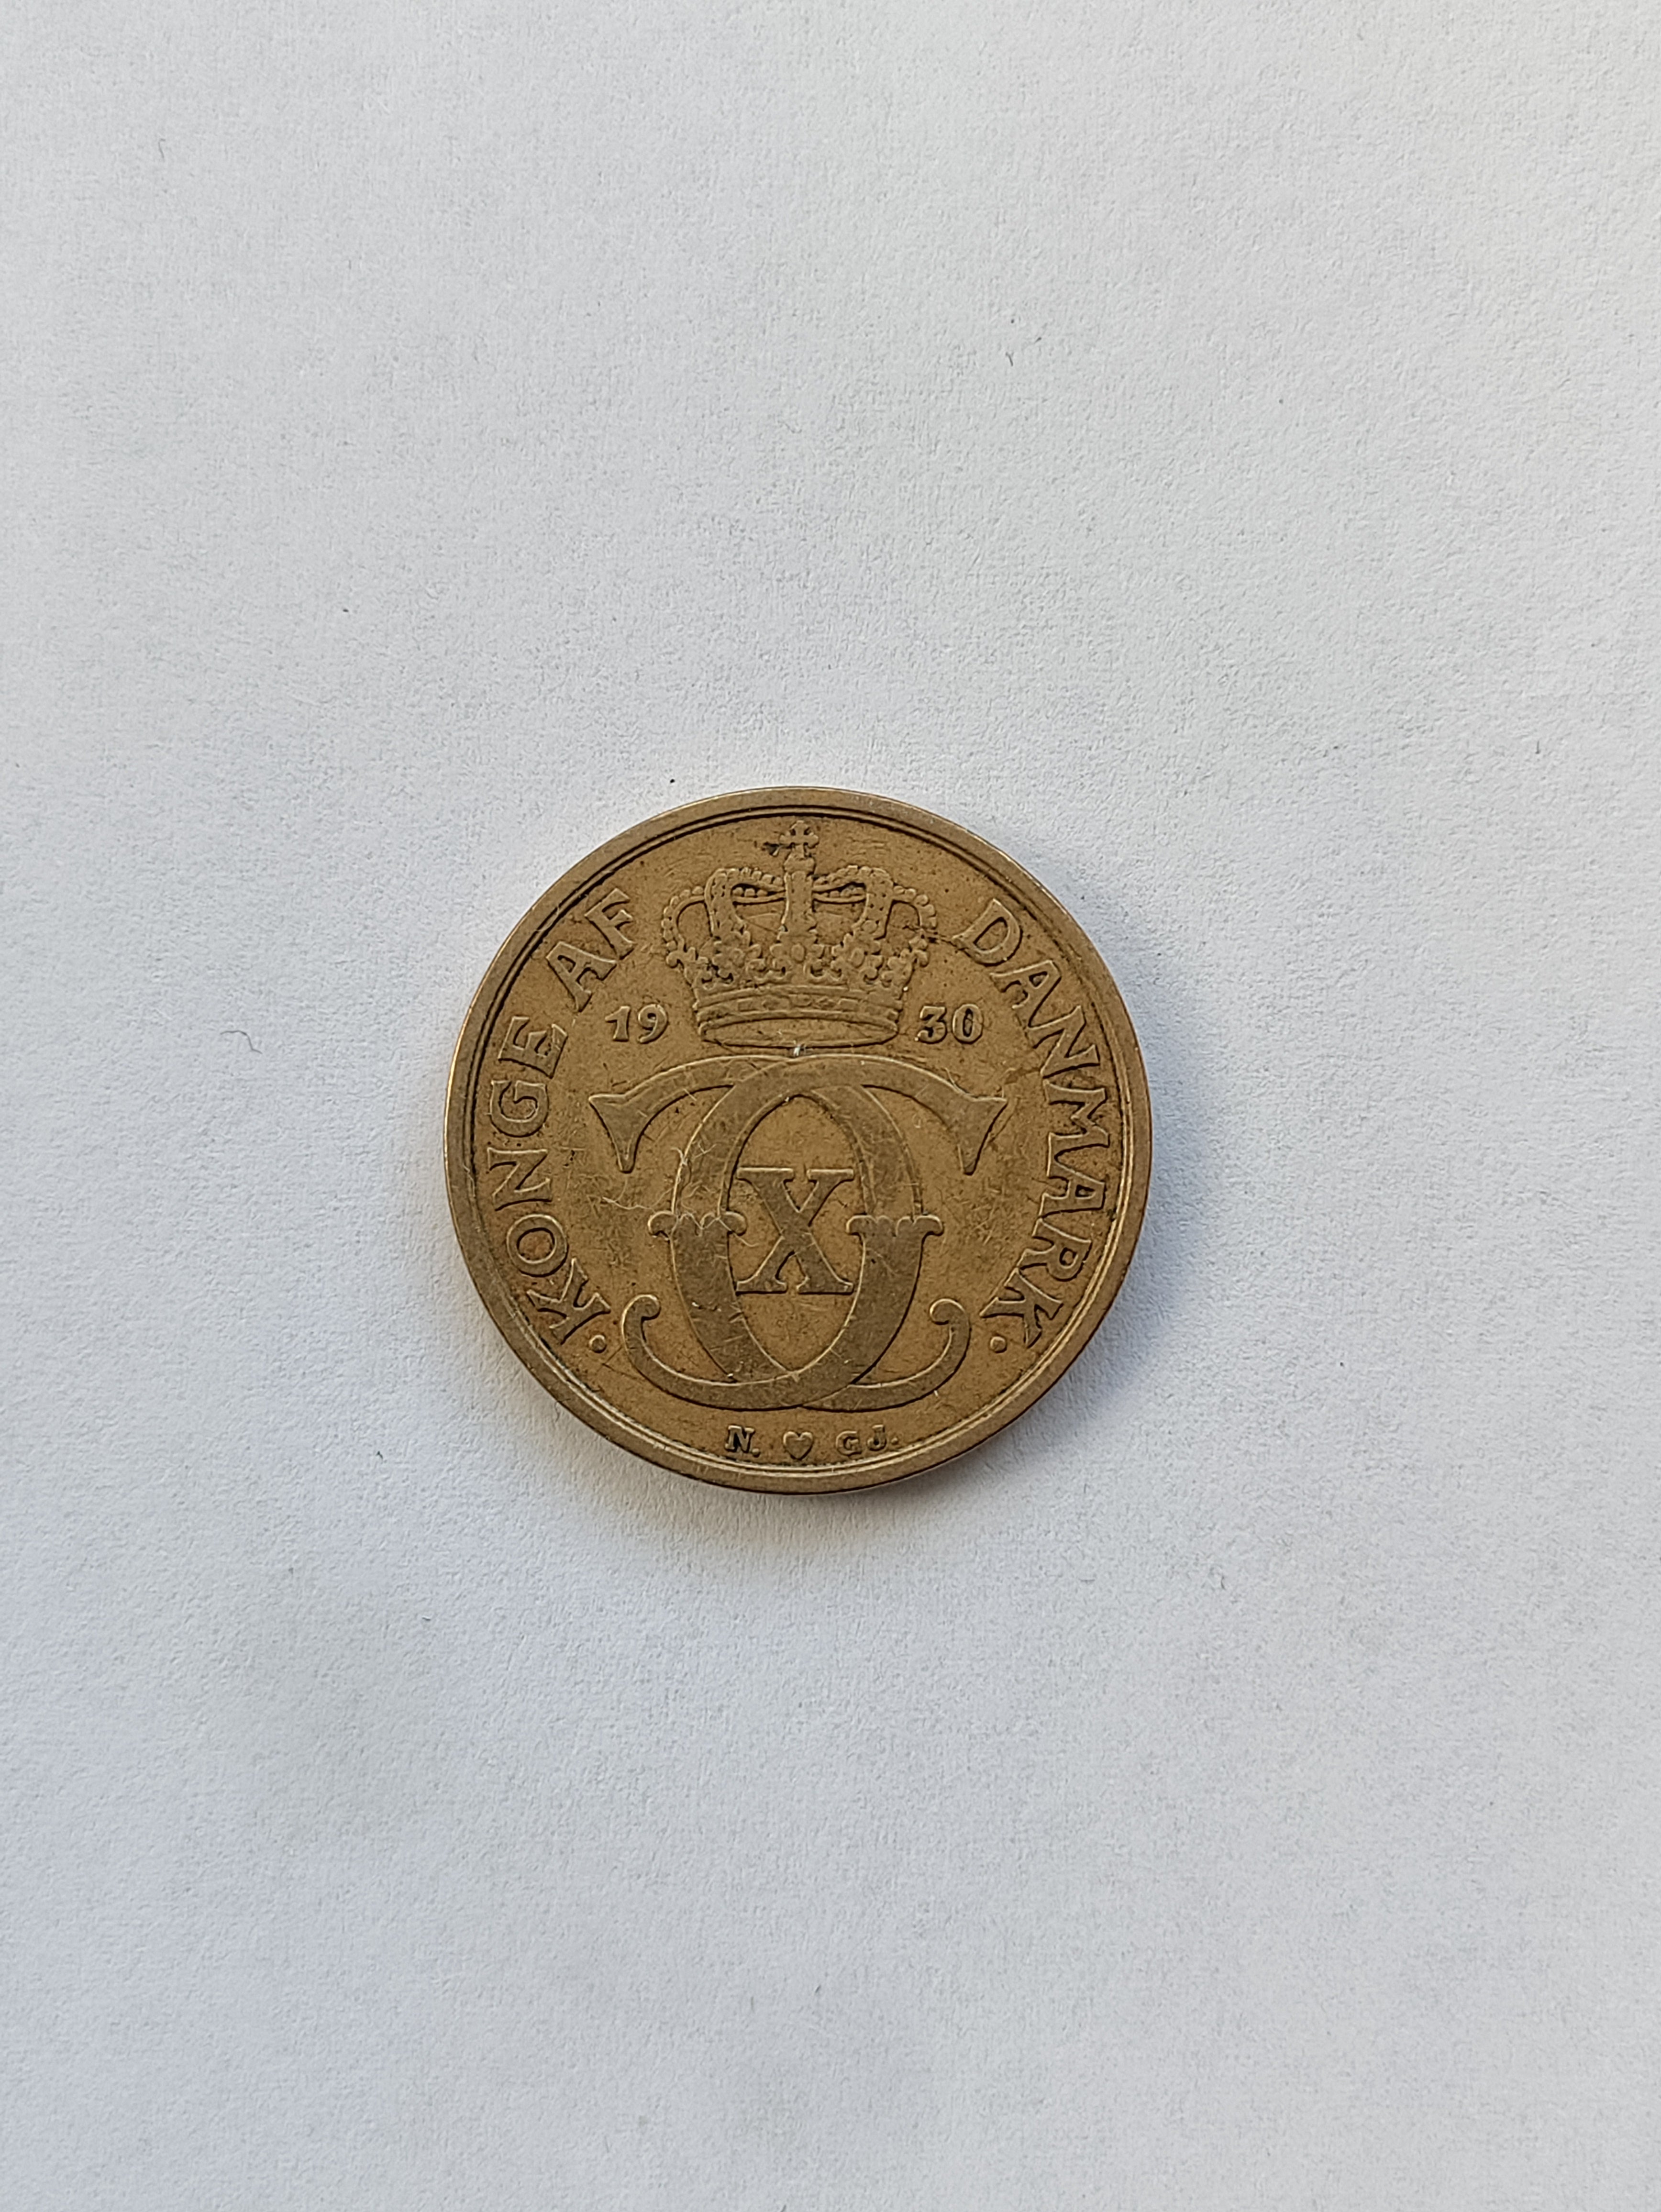 · KONGE AF DANMARK ·
19 30
C X C
N. ♥ GJ.